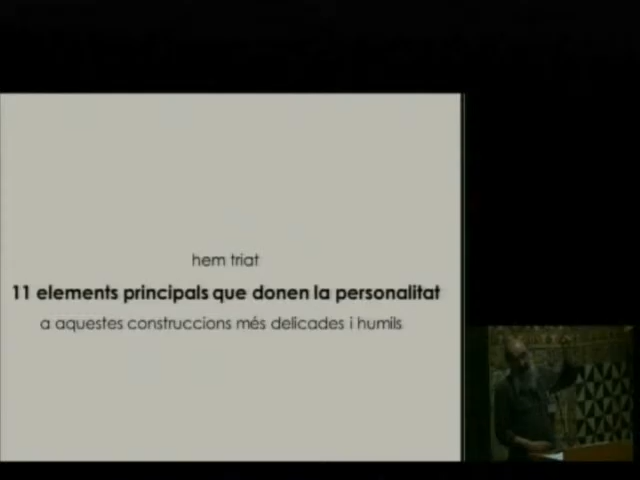 hem triat
11 elements principals que donen la personalitat
a aquestes construccions més delicades i humils